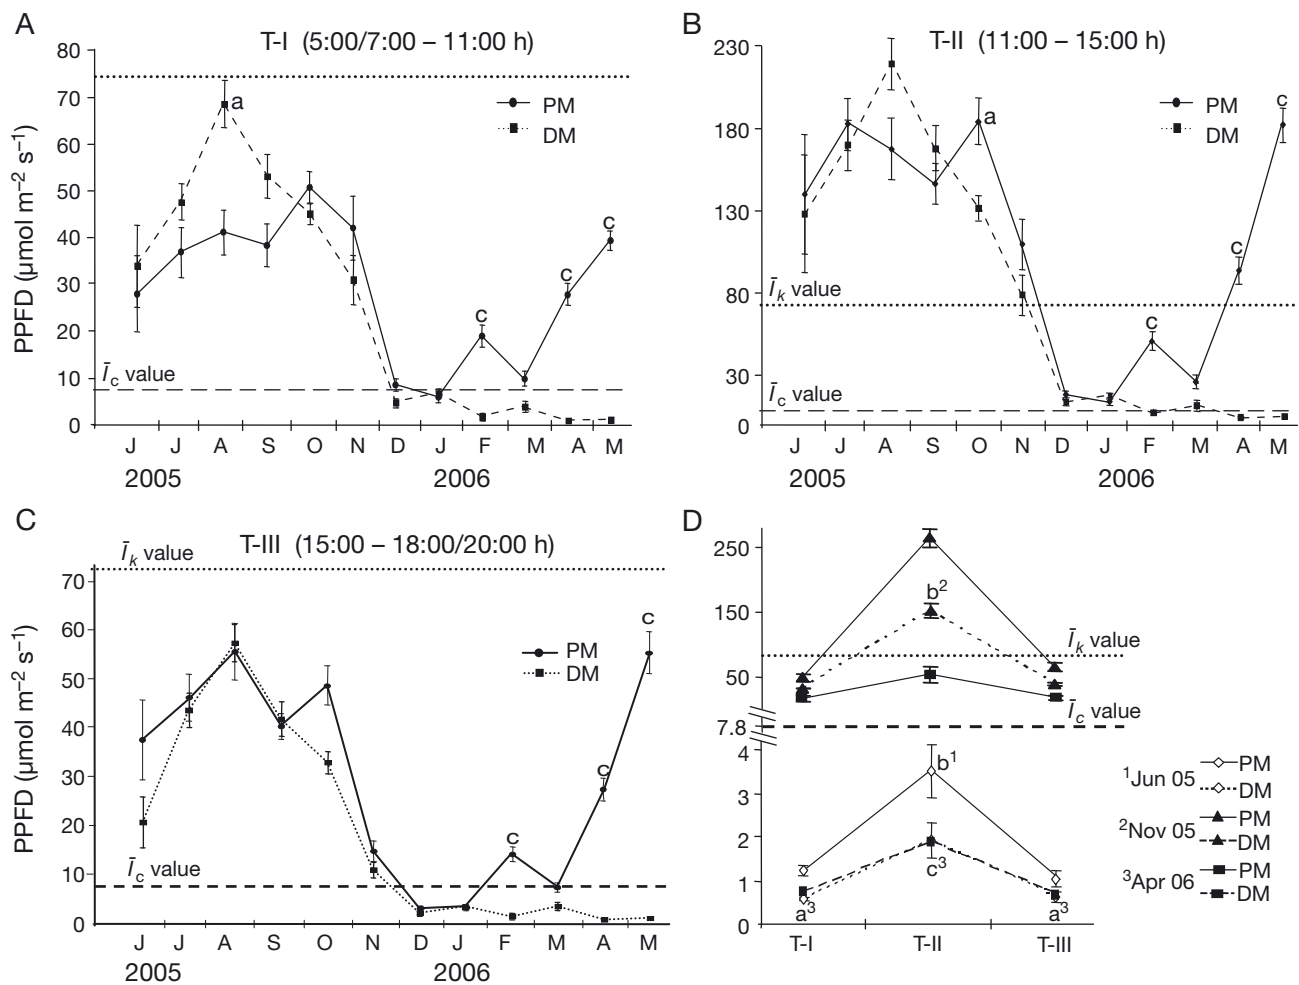 A
T-I (5:00/7:00 – 11:00 h)
80
70
60
50
40
30
20
10
0
PPFD (µmol m⁻² s⁻¹)
a
c
c
c
PM
DM
Īc value
J J A S O N D J F M A M
2005 2006
B
T-II (11:00 – 15:00 h)
230
180
130
80
30
0
a
c
c
c
PM
DM
Īk value
Īc value
J J A S O N D J F M A M
2005 2006
C
T-III (15:00 – 18:00/20:00 h)
Īk value
70
60
50
40
30
20
10
0
PPFD (µmol m⁻² s⁻¹)
c
c
c
PM
DM
Īc value
J J A S O N D J F M A M
2005 2006
D
250
150
50
7.8
4
3
2
1
0
b²
Īk value
Īc value
b¹
c³
a³
a³
T-I T-II T-III
¹Jun 05
PM
DM
²Nov 05
PM
DM
³Apr 06
PM
DM